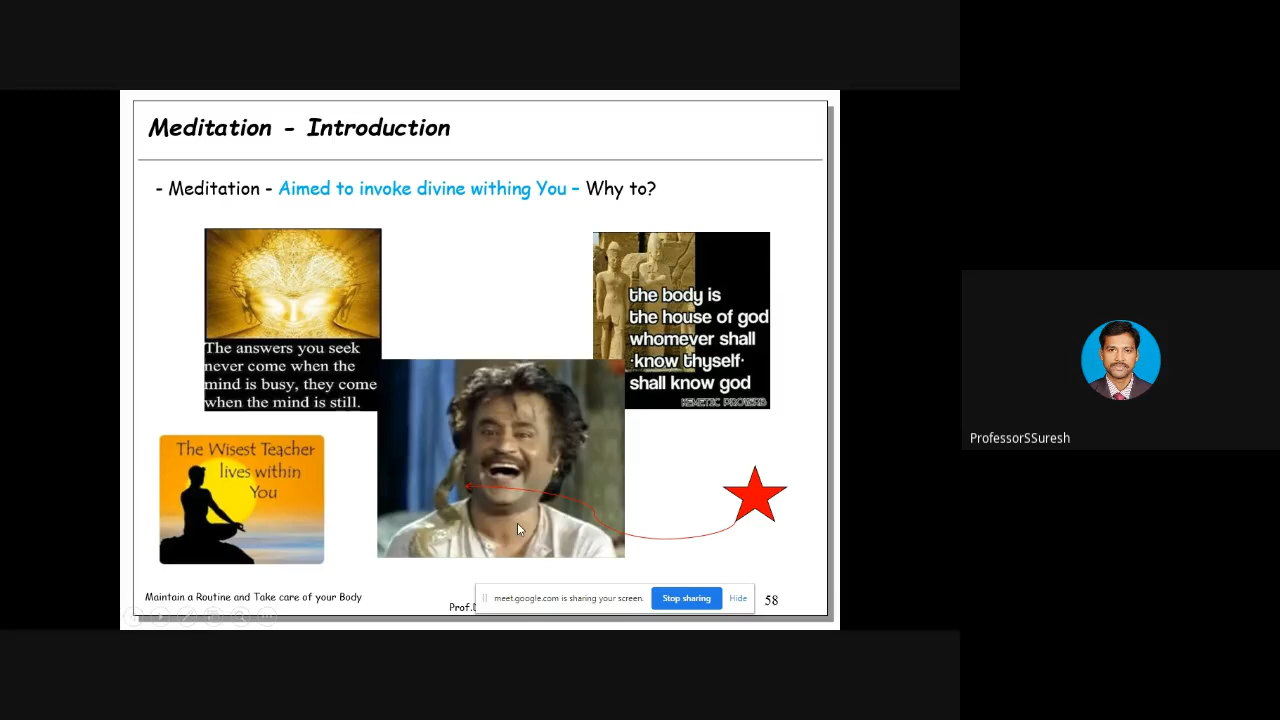 Meditation - Introduction
- Meditation - Aimed to invoke divine withing You – Why to?
The answers you seek
never come when the
mind is busy, they come
when the mind is still.
the body is
the house of god
whomever shall
·know thyself·
shall know god
KEMETIC PROVERB
The Wisest Teacher
lives within
You
ProfessorSSuresh
Maintain a Routine and Take care of your Body
Prof.D
meet.google.com is sharing your screen.
Stop sharing
Hide
58